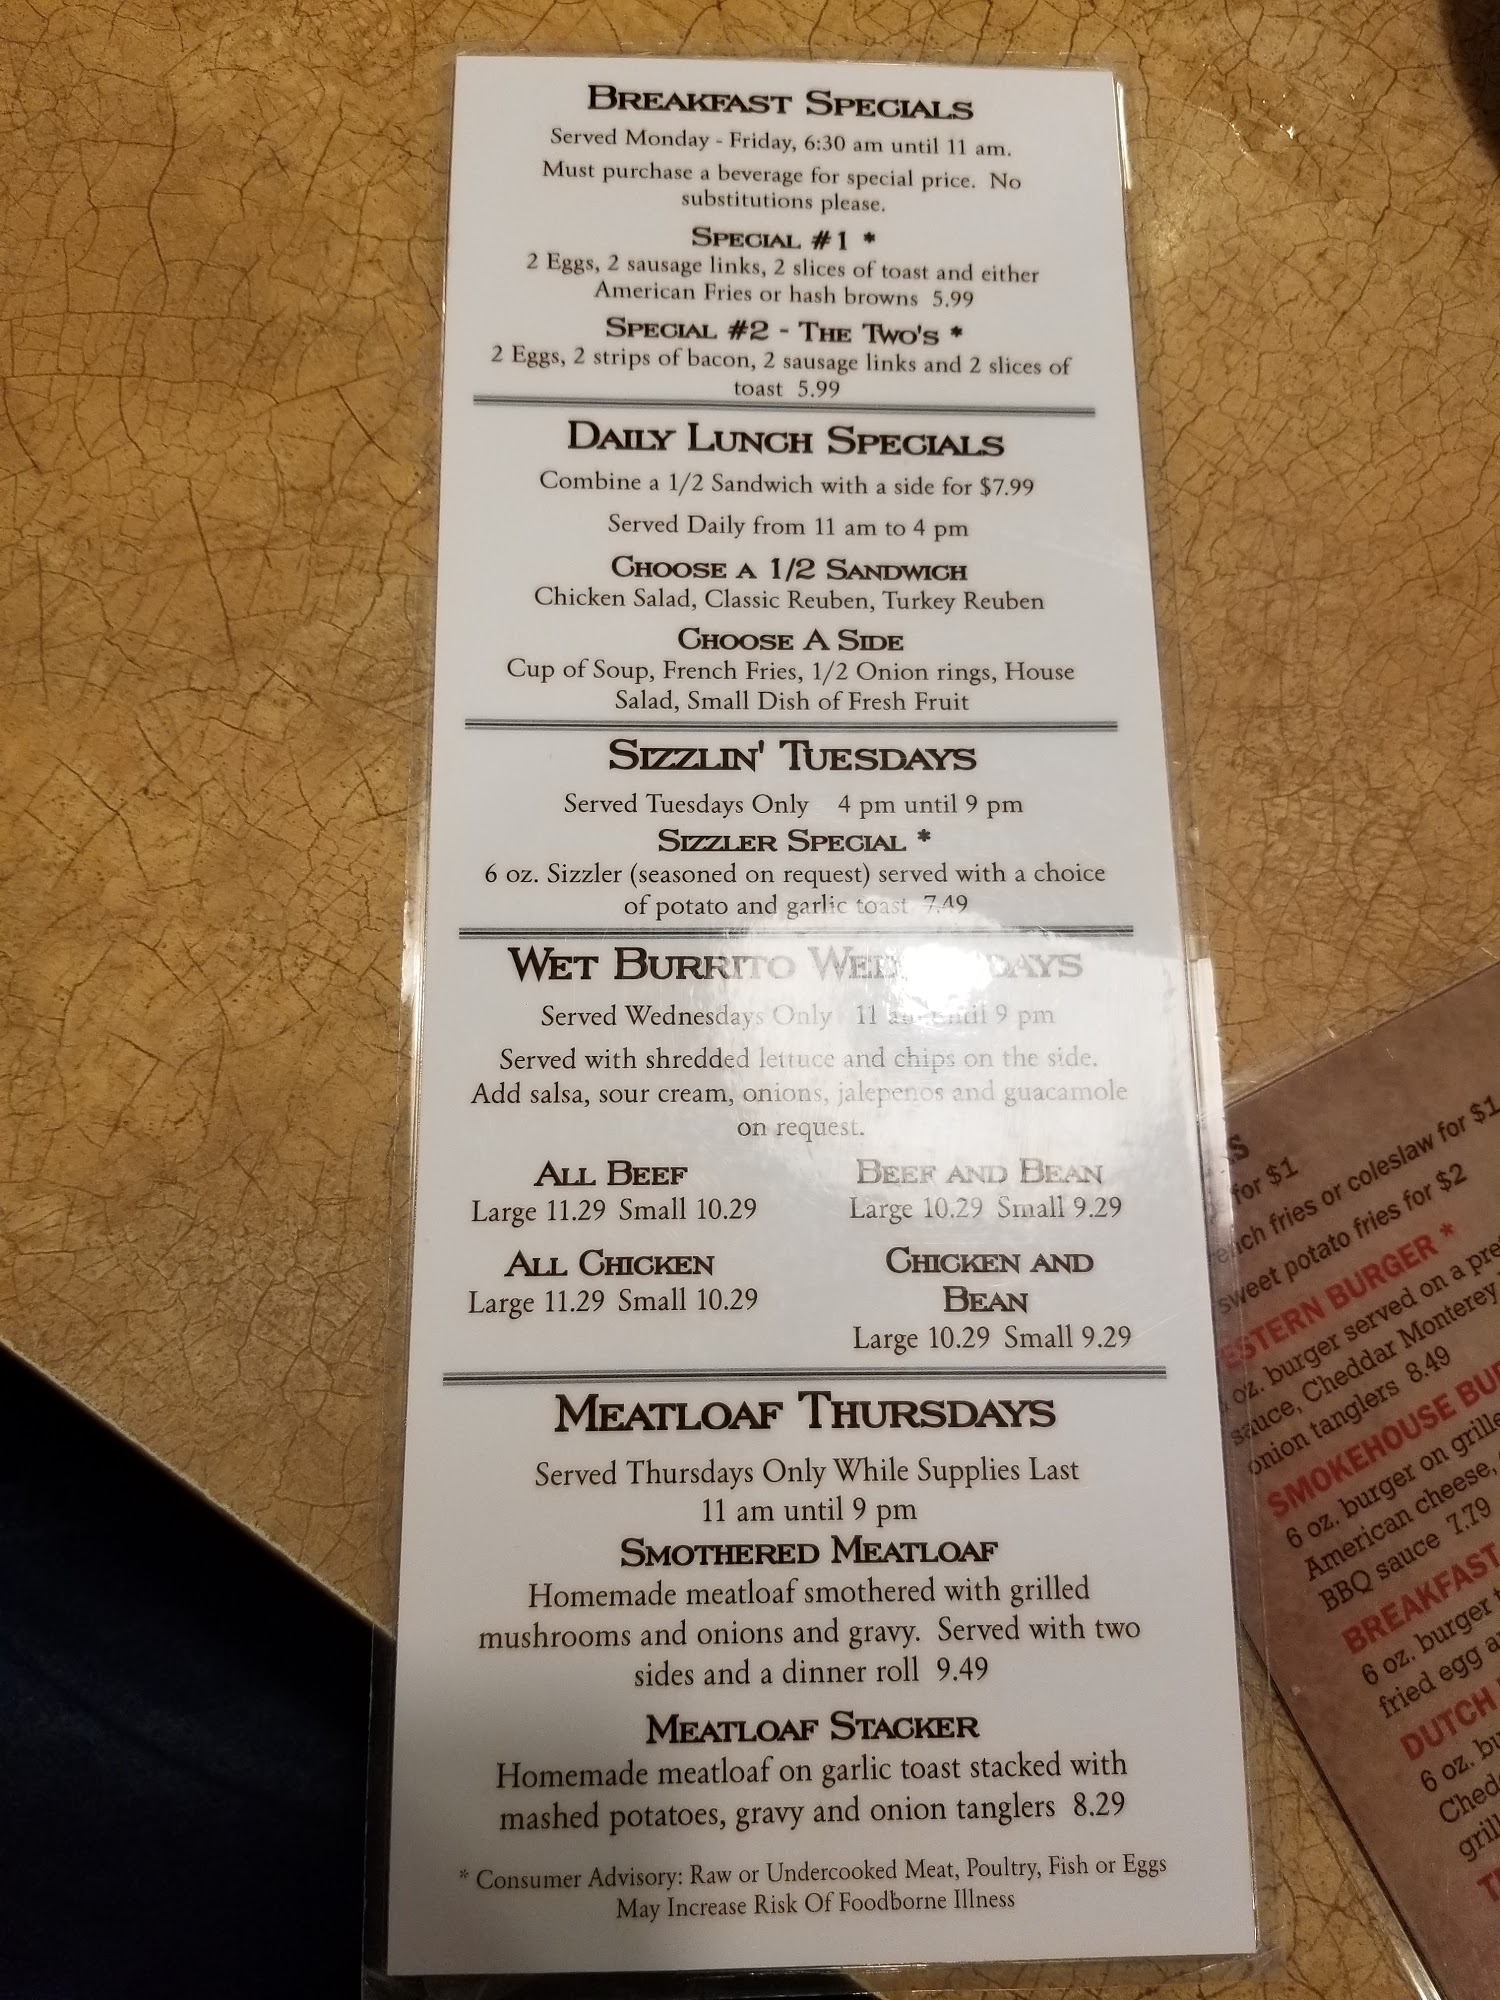 BREAKFAST SPECIALS
Served Monday - Friday, 6:30 am until 11 am.
Must purchase a beverage for special price. No
substitutions please.
SPECIAL #1 *
2 Eggs, 2 sausage links, 2 slices of toast and either
American Fries or hash browns 5.99
SPECIAL #2 - THE TWO'S *
2 Eggs, 2 strips of bacon, 2 sausage links and 2 slices of
toast 5.99
DAILY LUNCH SPECIALS
Combine a 1/2 Sandwich with a side for $7.99
Served Daily from 11 am to 4 pm
CHOOSE A 1/2 SANDWICH
Chicken Salad, Classic Reuben, Turkey Reuben
CHOOSE A SIDE
Cup of Soup, French Fries, 1/2 Onion rings, House
Salad, Small Dish of Fresh Fruit
SIZZLIN' TUESDAYS
Served Tuesdays Only 4 pm until 9 pm
SIZZLER SPECIAL *
6 oz. Sizzler (seasoned on request) served with a choice
of potato and garlic toast 7.49
WET BURRITO WEDNESDAYS
Served Wednesdays Only 11 am until 9 pm
Served with shredded lettuce and chips on the side.
Add salsa, sour cream, onions, jalepenos and guacamole
on request.
ALL BEEF
Large 11.29 Small 10.29
BEEF AND BEAN
Large 10.29 Small 9.29
ALL CHICKEN
Large 11.29 Small 10.29
CHICKEN AND
BEAN
Large 10.29 Small 9.29
MEATLOAF THURSDAYS
Served Thursdays Only While Supplies Last
11 am until 9 pm
SMOTHERED MEATLOAF
Homemade meatloaf smothered with grilled
mushrooms and onions and gravy. Served with two
sides and a dinner roll 9.49
MEATLOAF STACKER
Homemade meatloaf on garlic toast stacked with
mashed potatoes, gravy and onion tanglers 8.29
* Consumer Advisory: Raw or Undercooked Meat, Poultry, Fish or Eggs
May Increase Risk Of Foodborne Illness
for $1
fries or coleslaw for $1
sweet potato fries for $2
BURGER *
oz. burger served on a
sauce, Cheddar Monterey
onion tanglers 8.49
SMOKEHOUSE
6 oz. burger on
American cheese,
BBQ sauce 7.79
BREAKFAST
6 oz. burger
fried egg
DUTCH
6 oz.